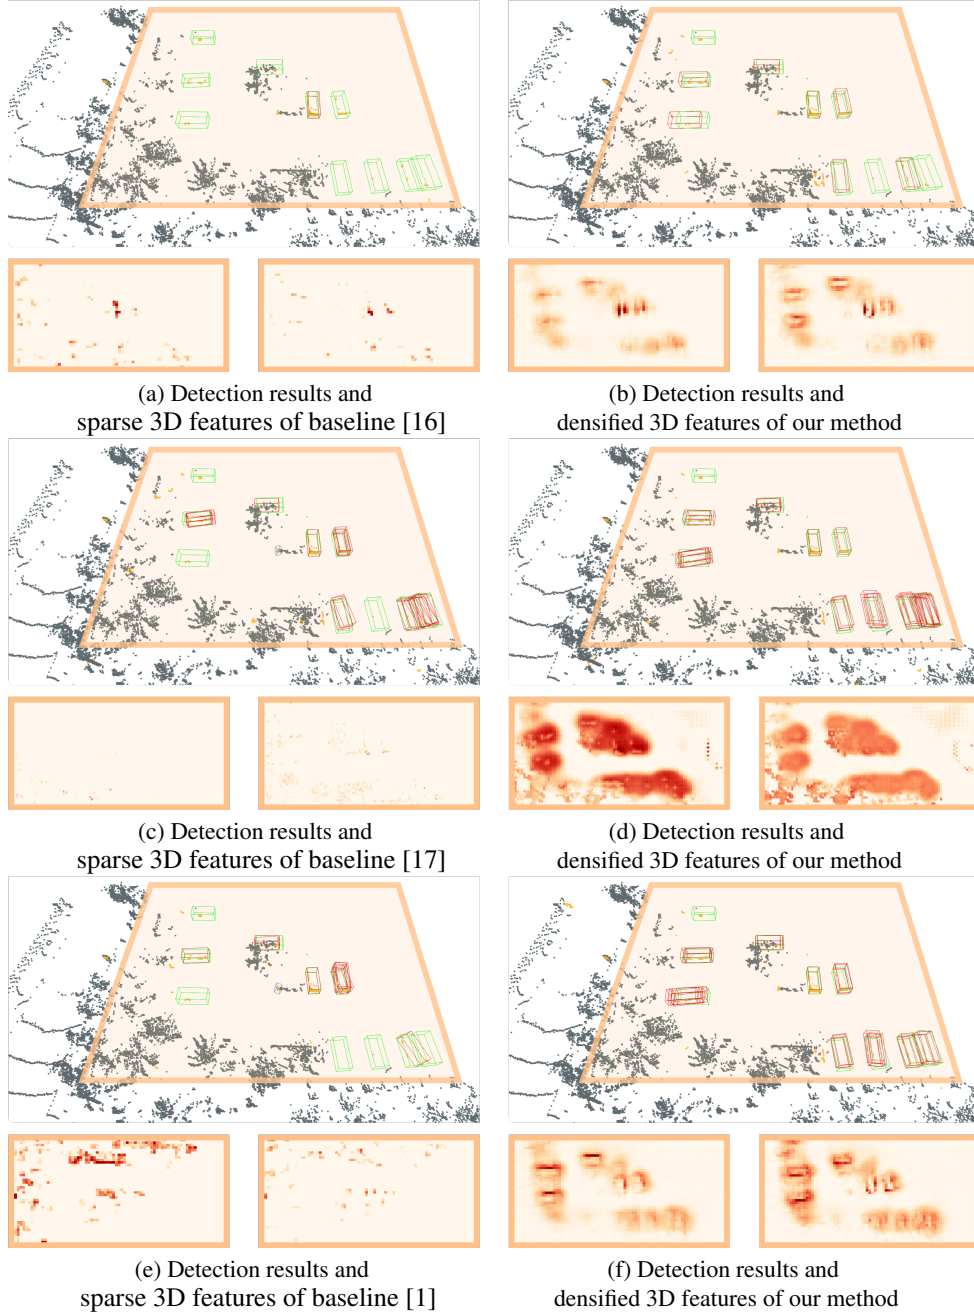 (a) Detection results and
sparse 3D features of baseline [16]
(b) Detection results and
densified 3D features of our method
(c) Detection results and
sparse 3D features of baseline [17]
(d) Detection results and
densified 3D features of our method
(e) Detection results and
sparse 3D features of baseline [1]
(f) Detection results and
densified 3D features of our method